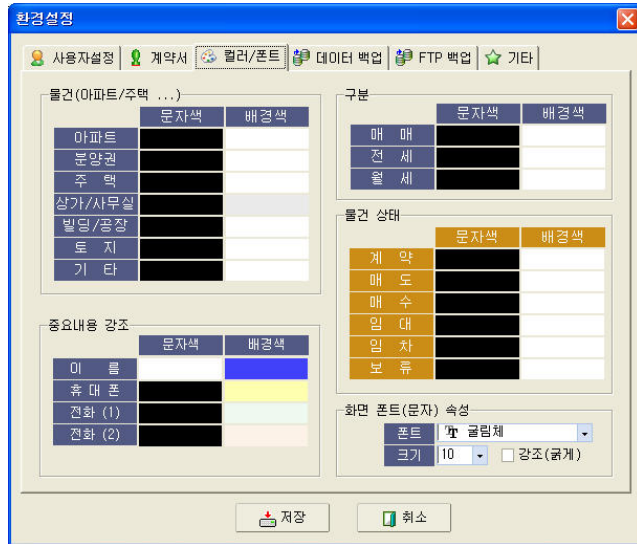 환경설정
사용자설정 계약서 컬러/폰트 데이터 백업 FTP 백업 기타
물건(아파트/주택 ...)
문자색 배경색
아파트
분양권
주 택
상가/사무실
빌딩/공장
토 지
기 타
중요내용 강조
문자색 배경색
이 름
휴 대 폰
전화 (1)
전화 (2)
구분
문자색 배경색
매 매
전 세
월 세
물건 상태
문자색 배경색
계 약
매 도
매 수
임 대
임 차
보 류
화면 폰트(문자) 속성
폰트 굴림체
크기 10 강조(굵게)
저장 취소